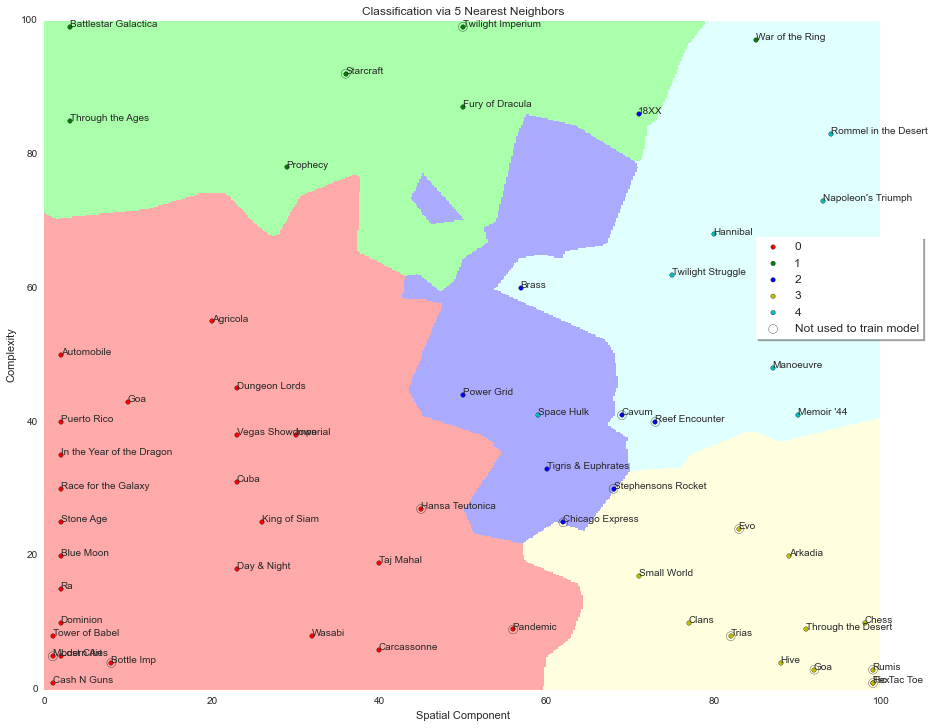 Classification via 5 Nearest Neighbors
100
Battlestar Galactica
Twilight Imperium
War of the Ring
Starcraft
Fury of Dracula
18XX
Through the Ages
Rommel in the Desert
80
Prophecy
Napoleon's Triumph
Hannibal
Twilight Struggle
0
1
2
3
4
Not used to train model
60
Brass
Agricola
Complexity
Automobile
Manoeuvre
Dungeon Lords
Power Grid
Goa
Space Hulk
Cavum
Memoir '44
40
Puerto Rico
Reef Encounter
Vegas Showdown
Imperial
In the Year of the Dragon
Tigris & Euphrates
Cuba
Race for the Galaxy
Stephensons Rocket
Hansa Teutonica
Stone Age
King of Siam
Chicago Express
Evo
20
Blue Moon
Arkadia
Taj Mahal
Day & Night
Small World
Ra
Dominion
Clans
Chess
Pandemic
Through the Desert
Tower of Babel
Wasabi
Trias
Carcassonne
Lost Cities
Bottle Imp
Hive
Goa
Rumis
Cash N Guns
Tic Tac Toe
0
0
20
40
60
80
100
Spatial Component